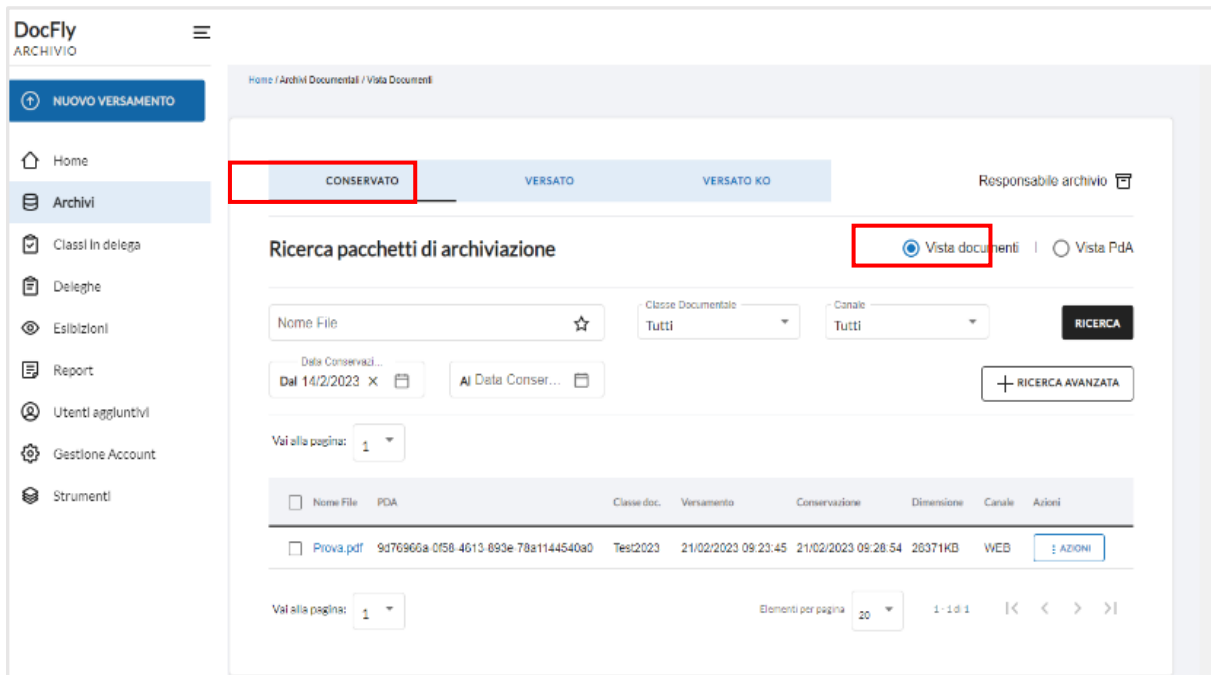 DocFly
ARCHIVIO
NUOVO VERSAMENTO
Home
Archivi
Classi in delega
Deleghe
Esibizioni
Report
Utenti aggiuntivi
Gestione Account
Strumenti
Home / Archivi Documentali / Vista Documenti
CONSERVATO VERSATO VERSATO KO
Responsabile archivio
Ricerca pacchetti di archiviazione
Vista documenti | Vista PdA
Nome File
Classe Documentale
Tutti
Canale
Tutti
RICERCA
Data Conservazi...
Dal 14/2/2023
Al Data Conser...
RICERCA AVANZATA
Vai alla pagina: 1
Nome File PDA Classe doc. Versamento Conservazione Dimensione Canale Azioni
Prova.pdf 9d76966a-0f58-4613-893e-78a1144540a0 Test2023 21/02/2023 09:23:45 21/02/2023 09:28:54 26371KB WEB AZIONI
Vai alla pagina: 1
Elementi per pagina 20 1 - 1 di 1